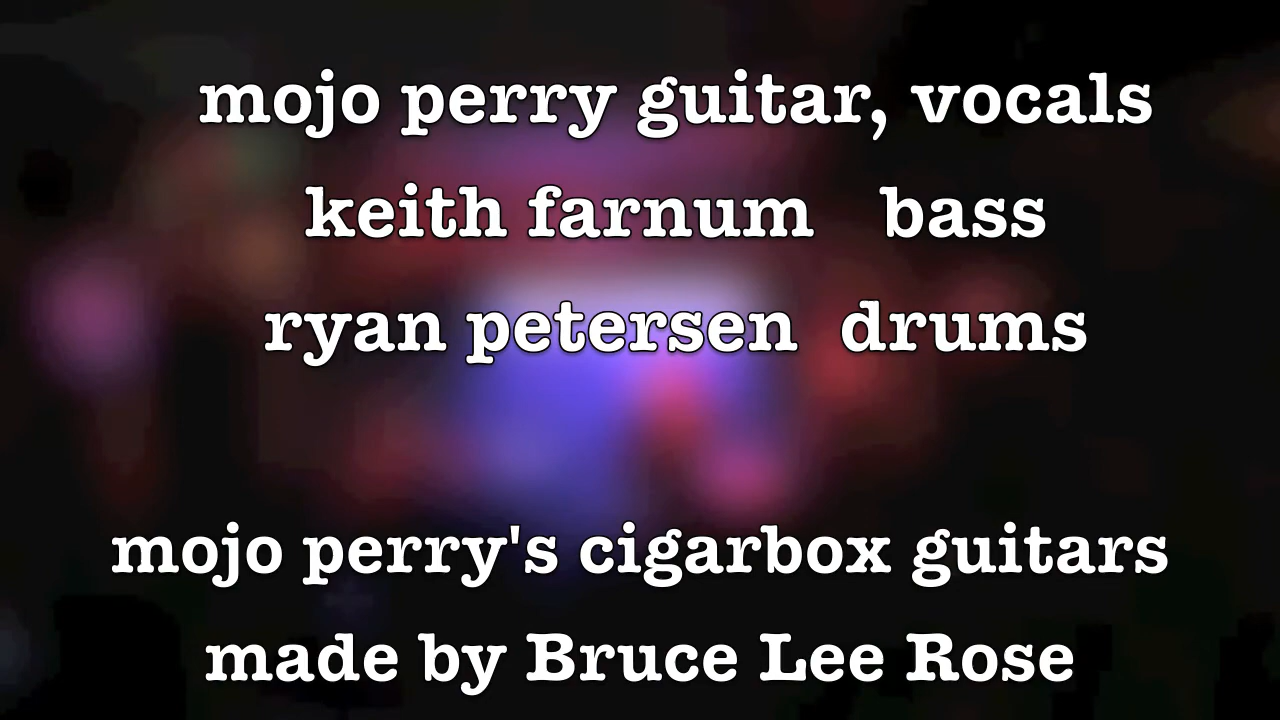 mojo perry guitar, vocals
keith farnum bass
ryan petersen drums
mojo perry's cigarbox guitars
made by Bruce Lee Rose